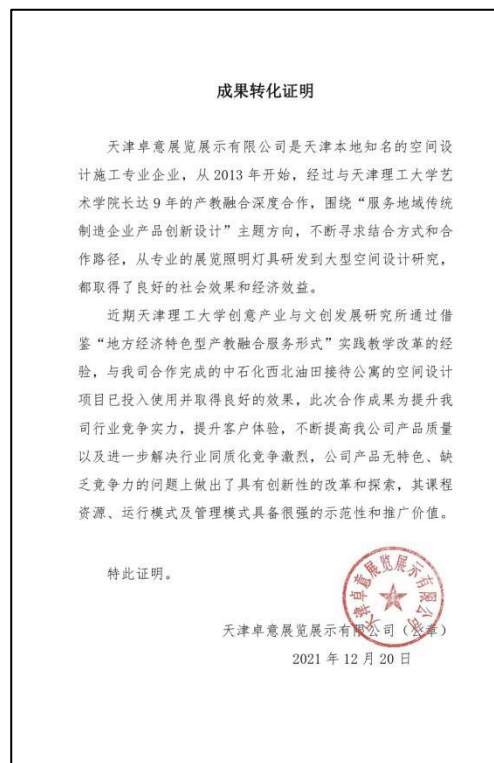 成果转化证明
天津卓意展览展示有限公司是天津本地知名的空间设
计施工专业企业，从 2013 年开始，经过与天津理工大学艺
术学院长达 9 年的产教融合深度合作，围绕“服务地域传统
制造企业产品创新设计”主题方向，不断寻求结合方式和合
作路径，从专业的展览照明灯具研发到大型空间设计研究，
都取得了良好的社会效果和经济效益。
近期天津理工大学创意产业与文创发展研究所通过借
鉴“地方经济特色型产教融合服务形式”实践教学改革的经
验，与我司合作完成的中石化西北油田接待公寓的空间设计
项目已投入使用并取得良好的效果，此次合作成果为提升我
司行业竞争实力，提升客户体验，不断提高我公司产品质量
以及进一步解决行业同质化竞争激烈，公司产品无特色、缺
乏竞争力的问题上做出了具有创新性的改革和探索，其课程
资源、运行模式及管理模式具备很强的示范性和推广价值。
特此证明。
天津卓意展览展示有限公司
天津卓意展览展示有限公司（公章）
2021 年 12 月 20 日